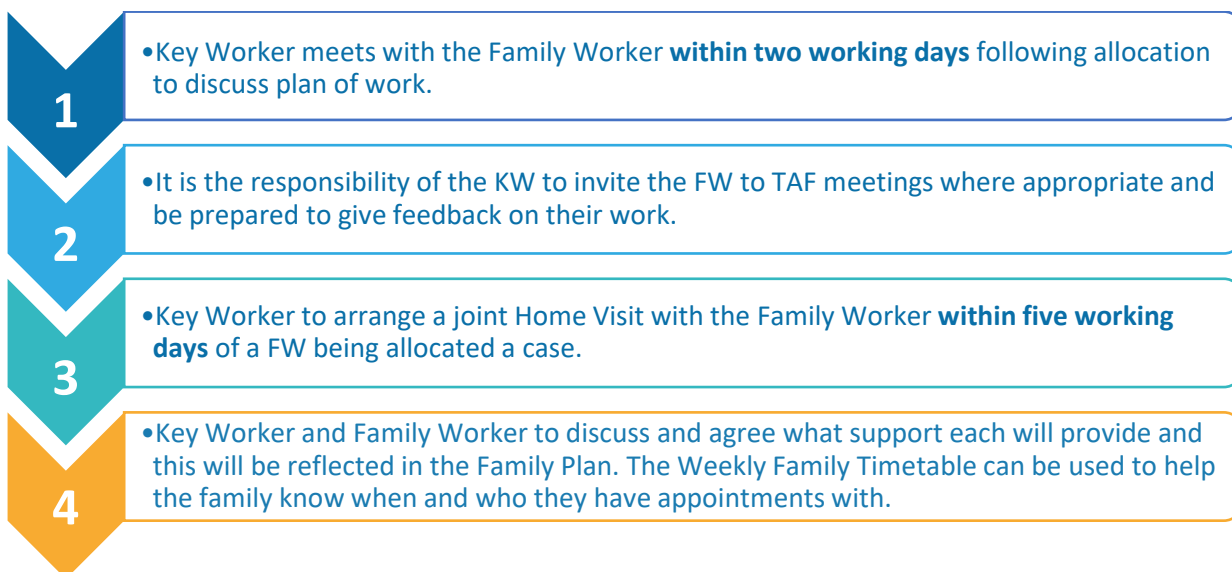 1
•Key Worker meets with the Family Worker within two working days following allocation
to discuss plan of work.
2
•It is the responsibility of the KW to invite the FW to TAF meetings where appropriate and
be prepared to give feedback on their work.
3
•Key Worker to arrange a joint Home Visit with the Family Worker within five working
days of a FW being allocated a case.
4
•Key Worker and Family Worker to discuss and agree what support each will provide and
this will be reflected in the Family Plan. The Weekly Family Timetable can be used to help
the family know when and who they have appointments with.